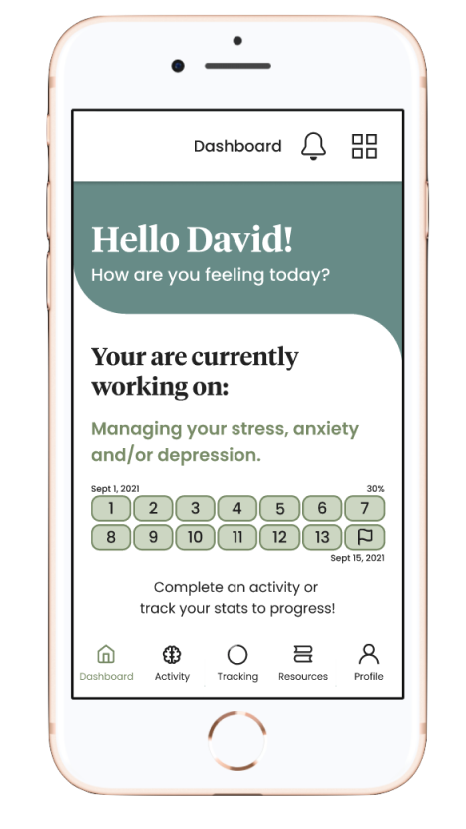 Dashboard
Hello David!
How are you feeling today?
Your are currently
working on:
Managing your stress, anxiety
and/or depression.
Sept 1, 2021 30%
1 2 3 4 5 6 7
8 9 10 11 12 13
Sept 15, 2021
Complete an activity or
track your stats to progress!
Dashboard Activity Tracking Resources Profile